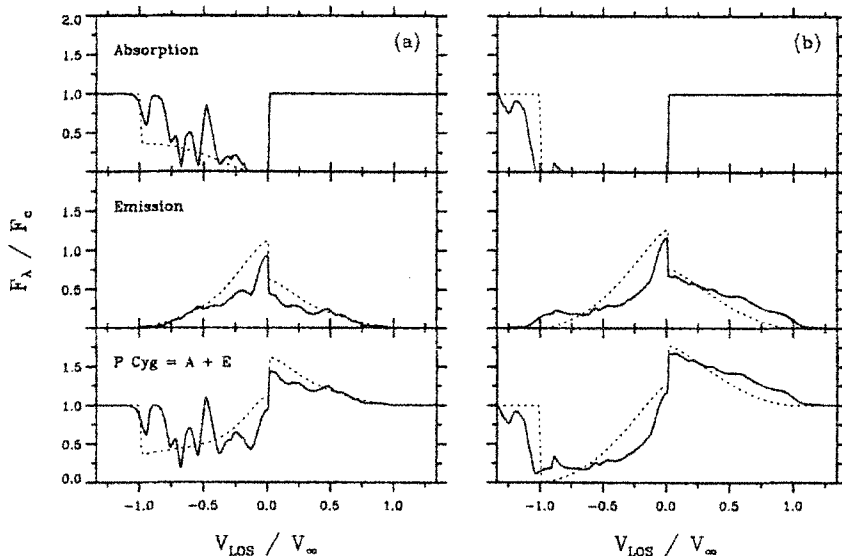 (a)
(b)
Absorption
2.0
1.5
1.0
0.5
Emission
1.5
1.0
0.5
P Cyg = A + E
1.5
1.0
0.5
0.0
F_λ / F_c
-1.0 -0.5 0.0 0.5 1.0
-1.0 -0.5 0.0 0.5 1.0
V_LOS / V_∞
V_LOS / V_∞